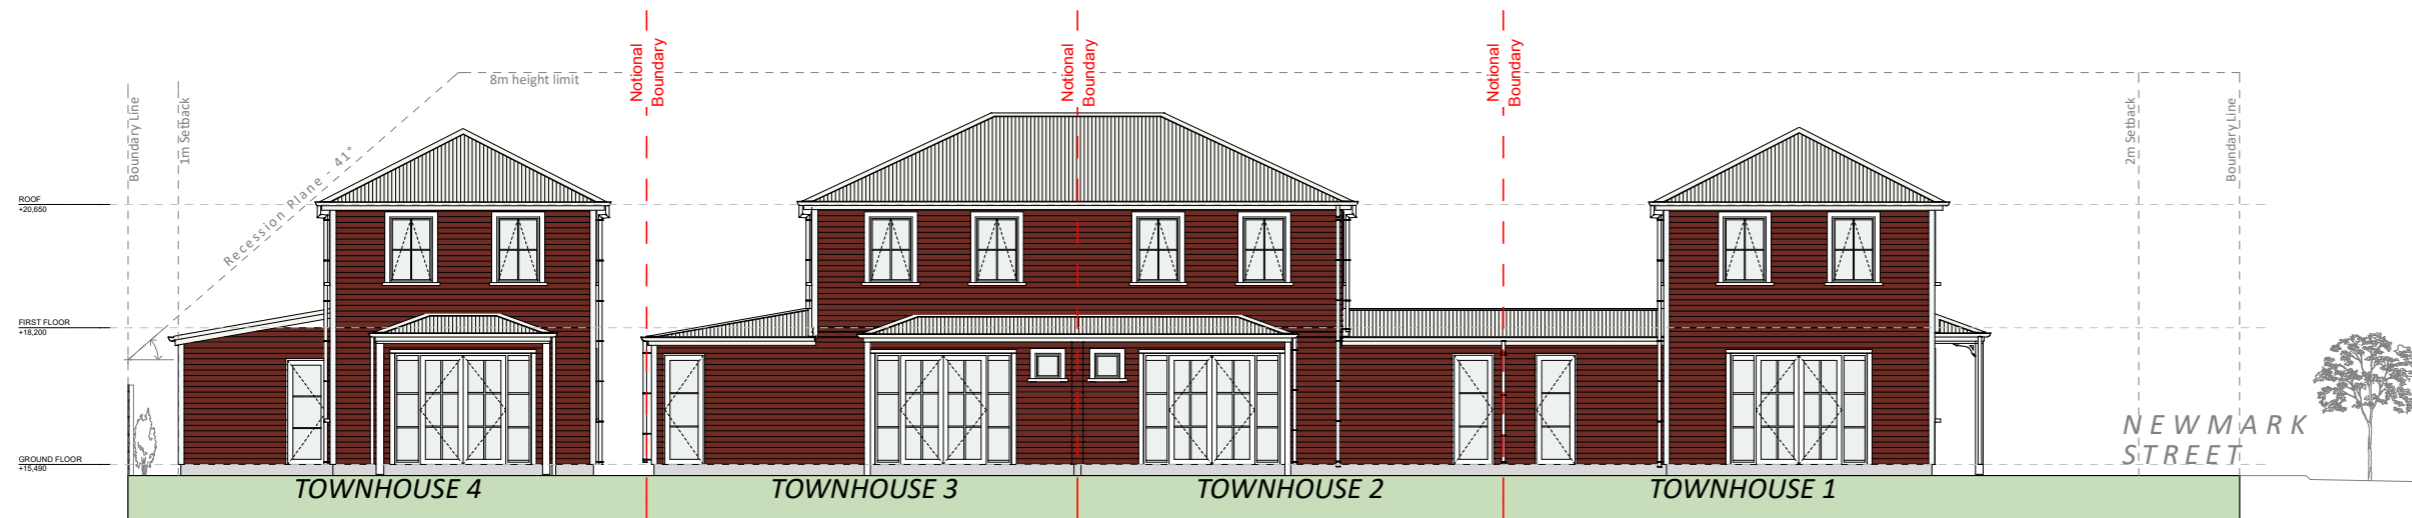 Notional
Boundary
Notional
Boundary
Notional
Boundary
8m height limit
Boundary Line
1m Setback
Recession Plane - 41°
2m Setback
Boundary Line
ROOF
+20,650
FIRST FLOOR
+18,200
GROUND FLOOR
+15,490
NEWMARK
STREET
TOWNHOUSE 4
TOWNHOUSE 3
TOWNHOUSE 2
TOWNHOUSE 1